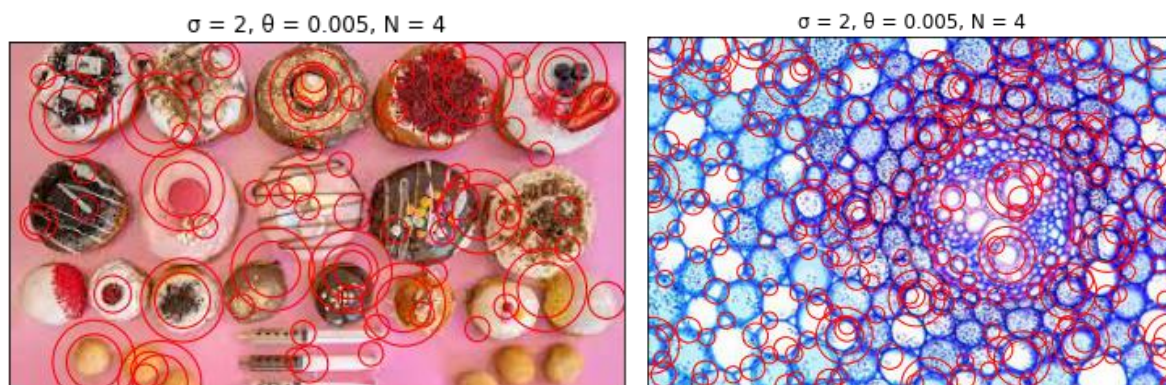 σ = 2, θ = 0.005, N = 4
σ = 2, θ = 0.005, N = 4